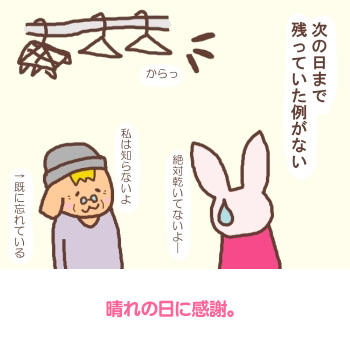 次の日まで
残っていた例がない
からっ
絶対乾いてないよ―
私は知らないよ
→既に忘れている
晴れの日に感謝。